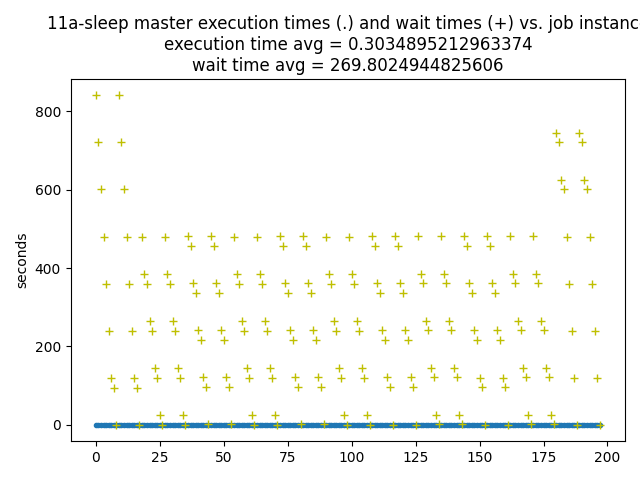 11a-sleep master execution times (.) and wait times (+) vs. job instanc
execution time avg = 0.3034895212963374
wait time avg = 269.8024944825606
800
600
seconds
400
200
0
0 25 50 75 100 125 150 175 200